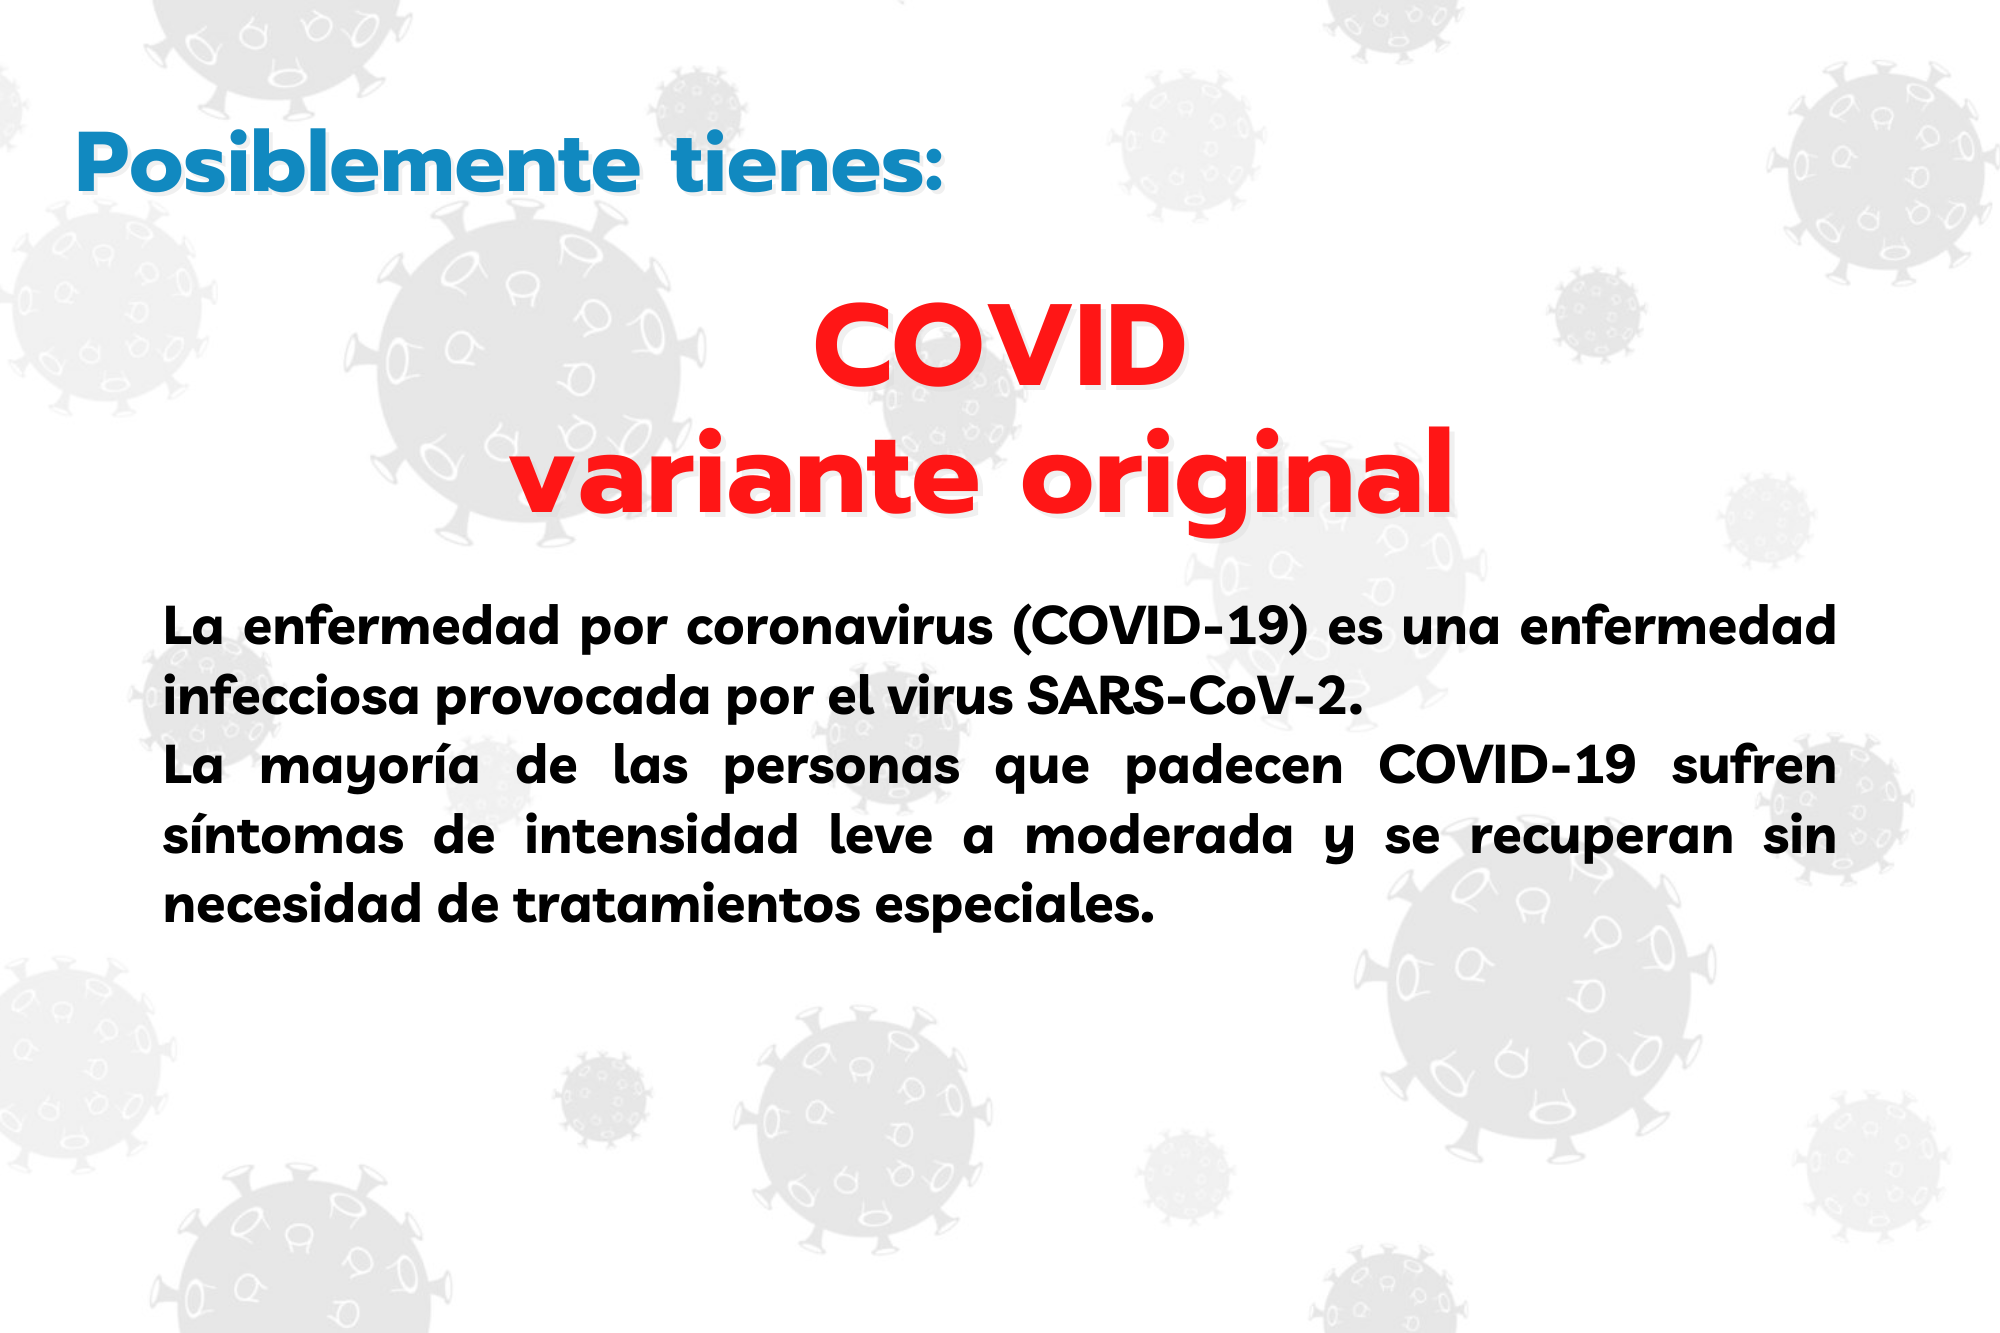 Posiblemente tienes:
COVID
variante original
La enfermedad por coronavirus (COVID-19) es una enfermedad
infecciosa provocada por el virus SARS-CoV-2.
La mayoría de las personas que padecen COVID-19 sufren
síntomas de intensidad leve a moderada y se recuperan sin
necesidad de tratamientos especiales.